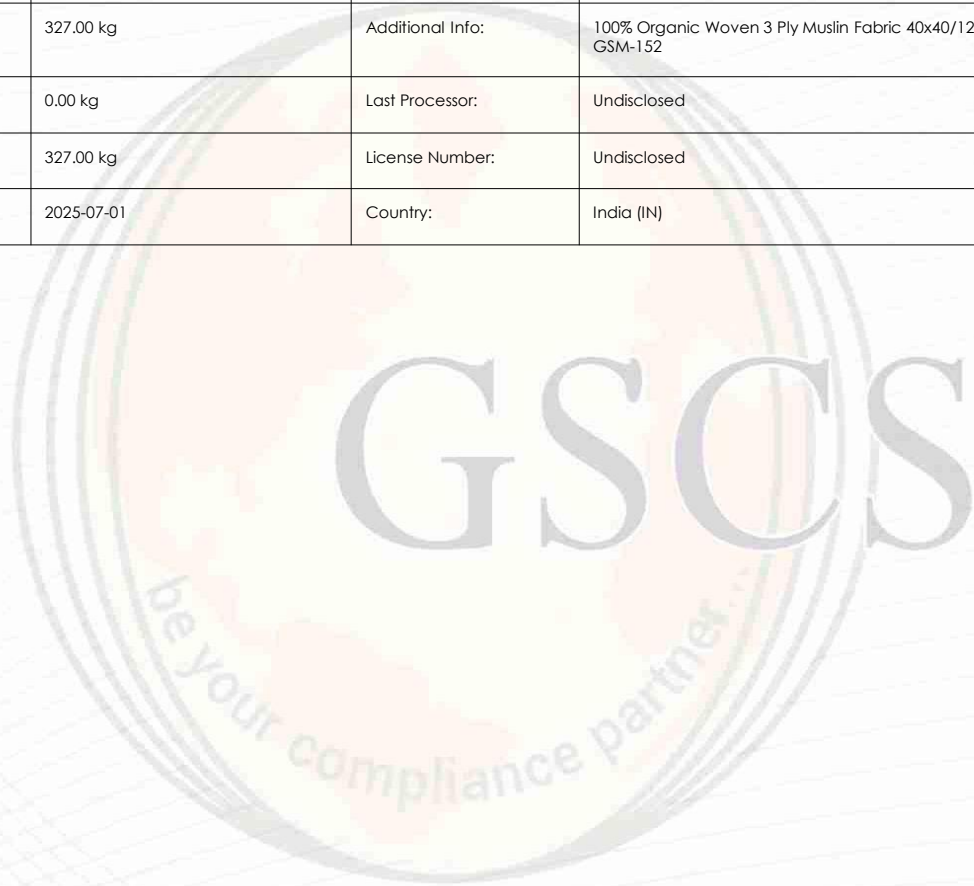 327.00 kg Additional Info: 100% Organic Woven 3 Ply Muslin Fabric 40x40/12
GSM-152
0.00 kg Last Processor: Undisclosed
327.00 kg License Number: Undisclosed
2025-07-01 Country: India (IN)
GSCS
be your compliance partner...